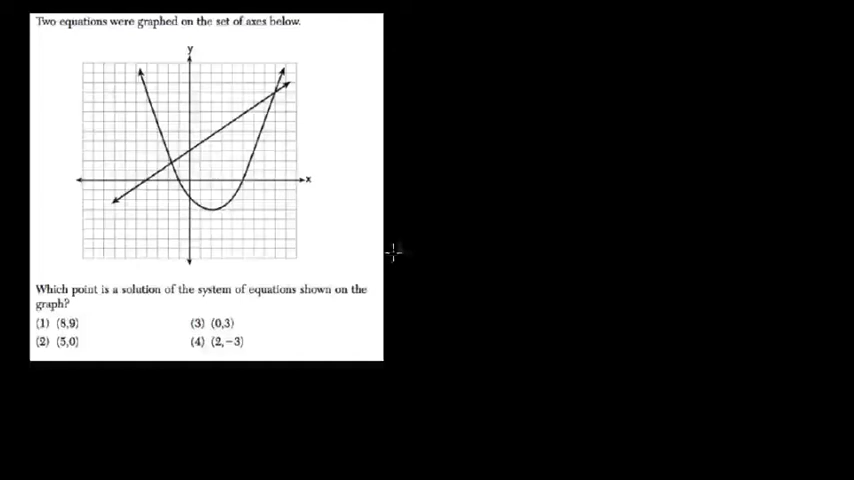 Two equations were graphed on the set of axes below.
y
x
Which point is a solution of the system of equations shown on the
graph?
(1) (8,9) (3) (0,3)
(2) (5,0) (4) (2,−3)